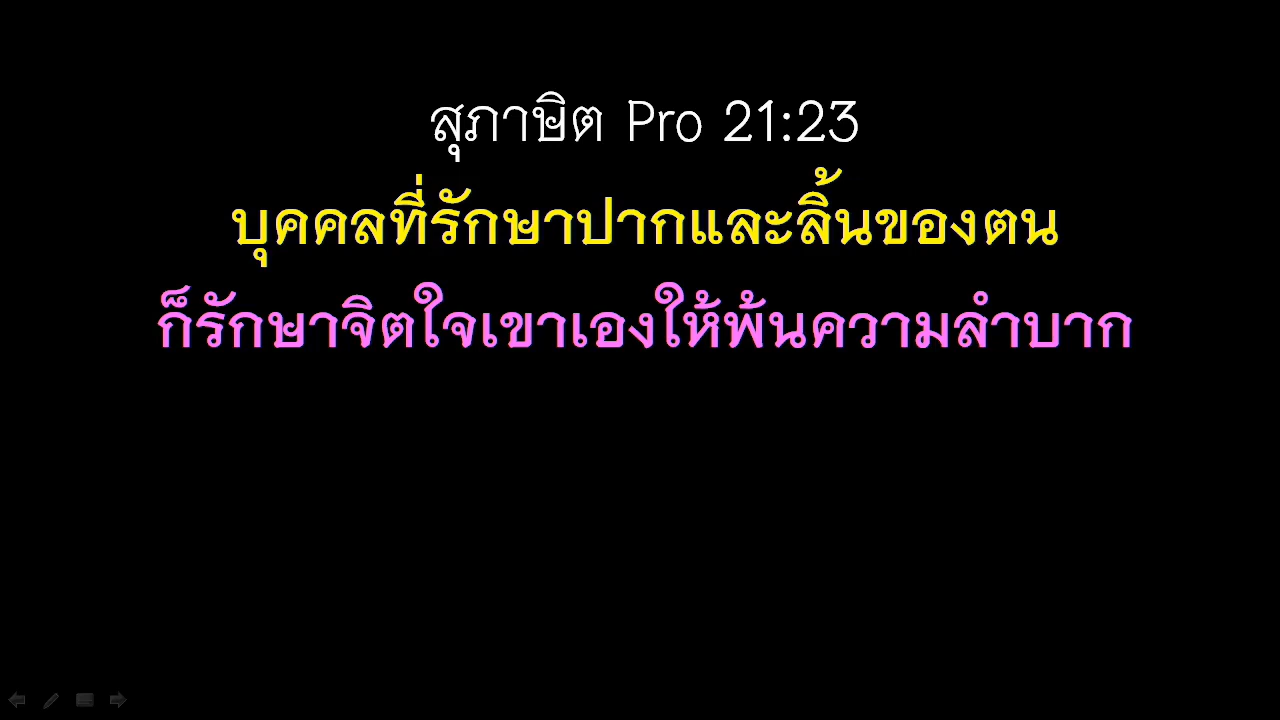 สุภาษิต Pro 21:23
บุคคลที่รักษาปากและลิ้นของตน
ก็รักษาจิตใจเขาเองให้พ้นความลำบาก